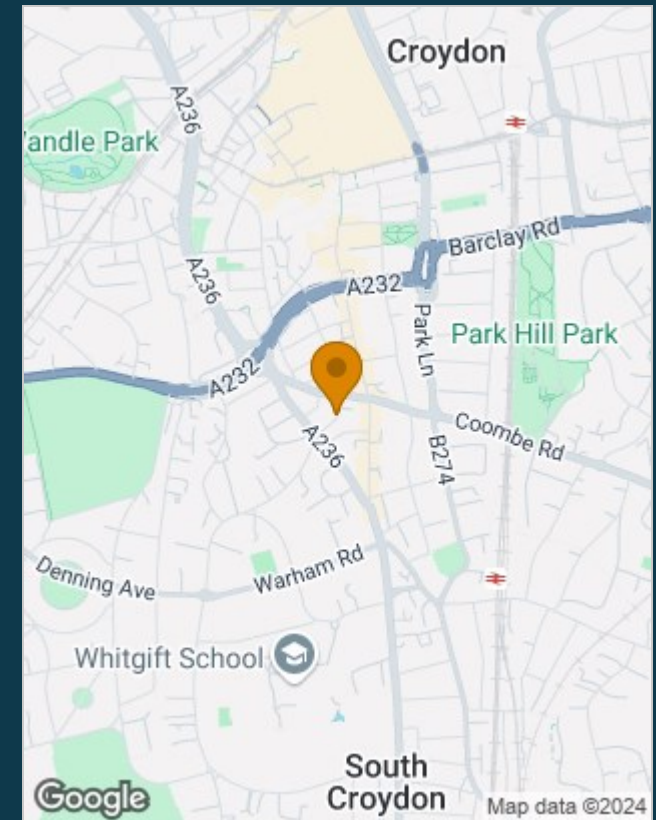 Croydon
A236
andle Park
Barclay Rd
A236
A232
Park Ln
Park Hill Park
A232
Coombe Rd
A236
B274
Warham Rd
Denning Ave
Whitgift School
South
Croydon
Google
Map data ©2024